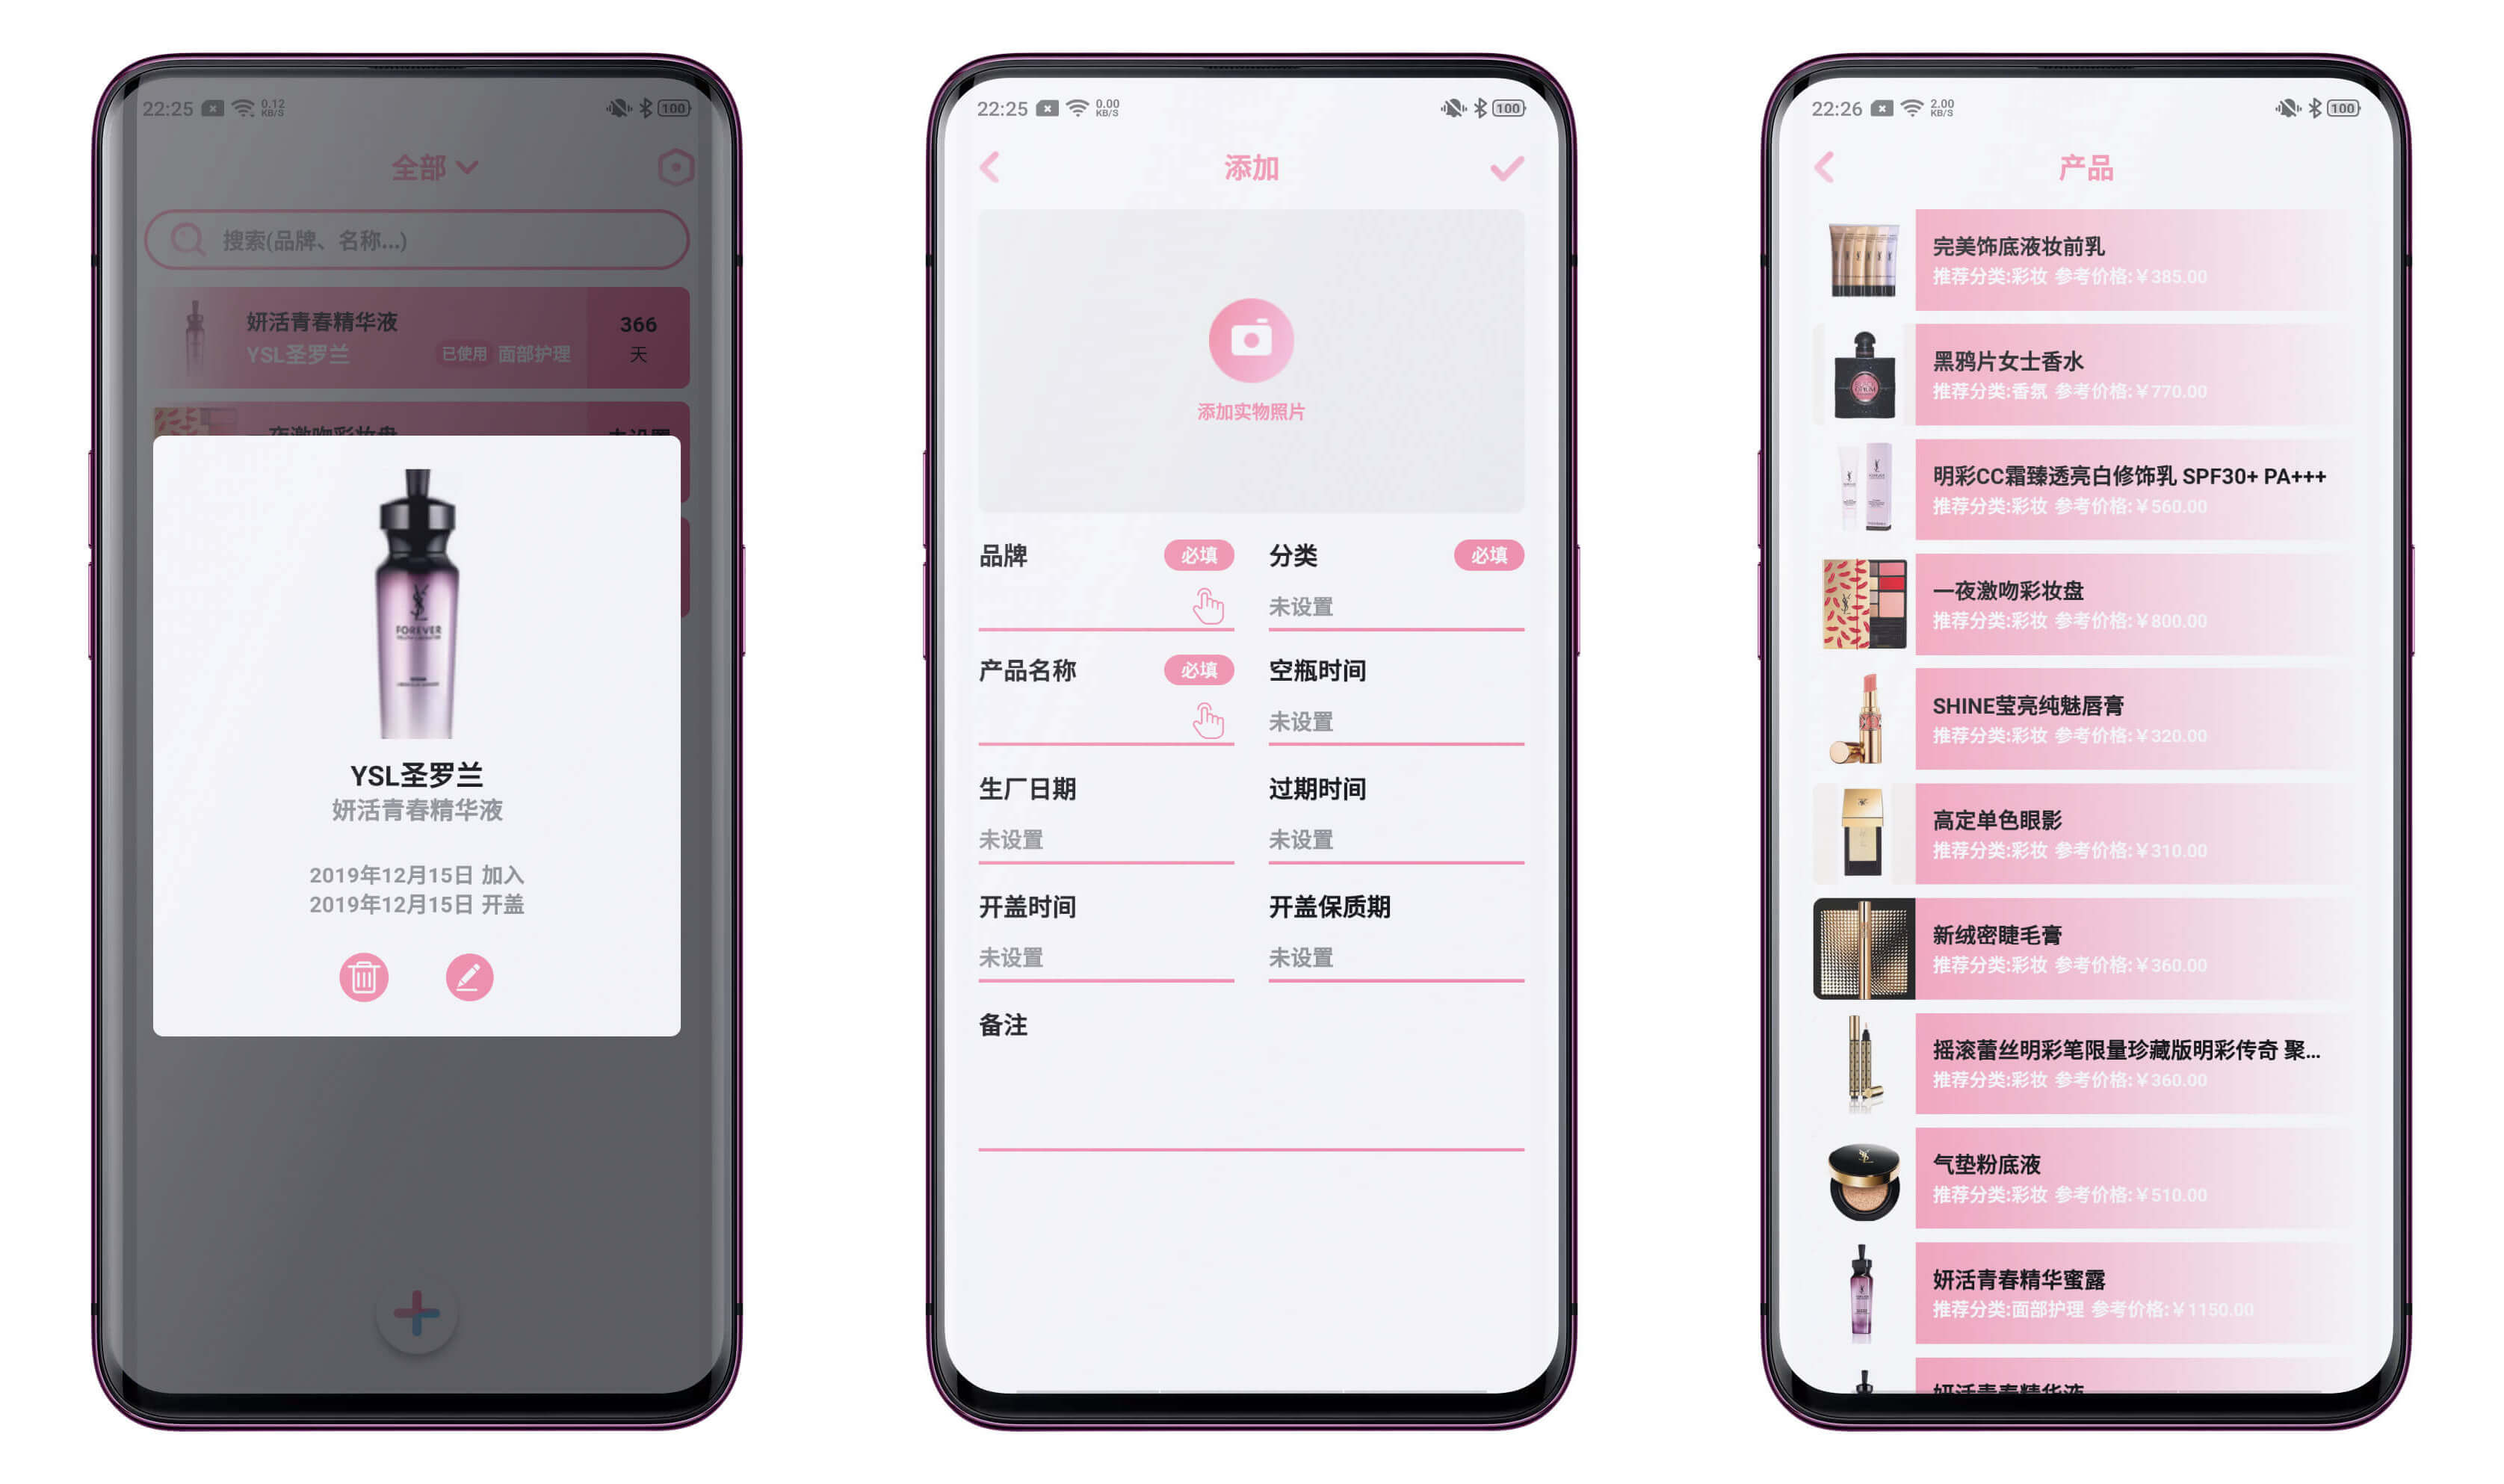 22:25 0.12 KB/S 100
全部
搜索(品牌、名称...)
妍活青春精华液
YSL圣罗兰 已使用 面部护理
366
天
一夜激吻彩妆盘 未设置
FOREVER
YSL圣罗兰
妍活青春精华液
2019年12月15日 加入
2019年12月15日 开盖
22:25 0.00 KB/S 100
添加
添加实物照片
品牌 必填 分类 必填
未设置
产品名称 必填 空瓶时间
未设置
生厂日期 过期时间
未设置 未设置
开盖时间 开盖保质期
未设置 未设置
备注
22:26 2.00 KB/S 100
产品
完美饰底液妆前乳
推荐分类:彩妆 参考价格:￥385.00
黑鸦片女士香水
推荐分类:香氛 参考价格:￥770.00
明彩CC霜臻透亮白修饰乳 SPF30+ PA+++
推荐分类:彩妆 参考价格:￥560.00
一夜激吻彩妆盘
推荐分类:彩妆 参考价格:￥800.00
SHINE莹亮纯魅唇膏
推荐分类:彩妆 参考价格:￥320.00
高定单色眼影
推荐分类:彩妆 参考价格:￥310.00
新绒密睫毛膏
推荐分类:彩妆 参考价格:￥360.00
摇滚蕾丝明彩笔限量珍藏版明彩传奇 聚...
推荐分类:彩妆 参考价格:￥360.00
气垫粉底液
推荐分类:彩妆 参考价格:￥510.00
妍活青春精华蜜露
推荐分类:面部护理 参考价格:￥1150.00
妍活青春精华液